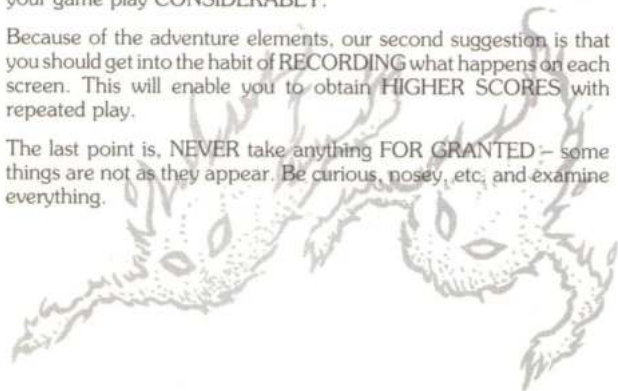 your game play CONSIDERABLY.
Because of the adventure elements, our second suggestion is that
you should get into the habit of RECORDING what happens on each
screen. This will enable you to obtain HIGHER SCORES with
repeated play.
The last point is, NEVER take anything FOR GRANTED – some
things are not as they appear. Be curious, nosey, etc. and examine
everything.